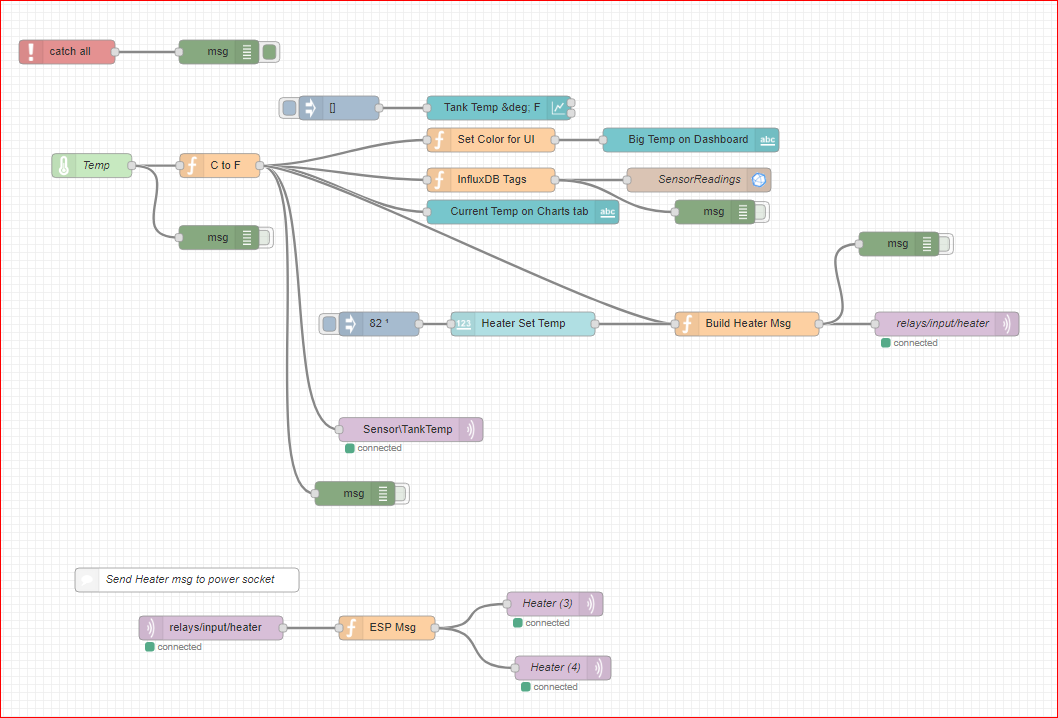 catch all
msg
[]
Tank Temp &deg; F
Set Color for UI
Big Temp on Dashboard
abc
Temp
C to F
InfluxDB Tags
SensorReadings
Current Temp on Charts tab
abc
msg
msg
msg
82 ¹
123
Heater Set Temp
Build Heater Msg
relays/input/heater
connected
Sensor\TankTemp
connected
msg
Send Heater msg to power socket
Heater (3)
connected
relays/input/heater
connected
ESP Msg
Heater (4)
connected